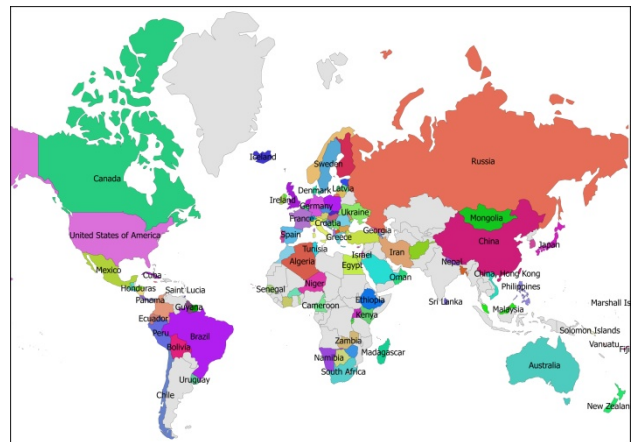 Canada
Iceland
Sweden
Russia
Denmark
Latvia
Ireland
Germany
Ukraine
France
Croatia
Mongolia
United States of America
Spain
Greece
Georgia
China
Japan
Tunisia
Israel
Iran
Mexico
Algeria
Egypt
Nepal
Cuba
China, Hong Kong
Honduras
Saint Lucia
Niger
Oman
Philippines
Panama
Senegal
Cameroon
Ethiopia
Sri Lanka
Marshall Is
Guyana
Malaysia
Ecuador
Kenya
Peru
Brazil
Solomon Islands
Bolivia
Zambia
Vanuatu
Fiji
Namibia
Madagascar
Australia
South Africa
Uruguay
Chile
New Zealan